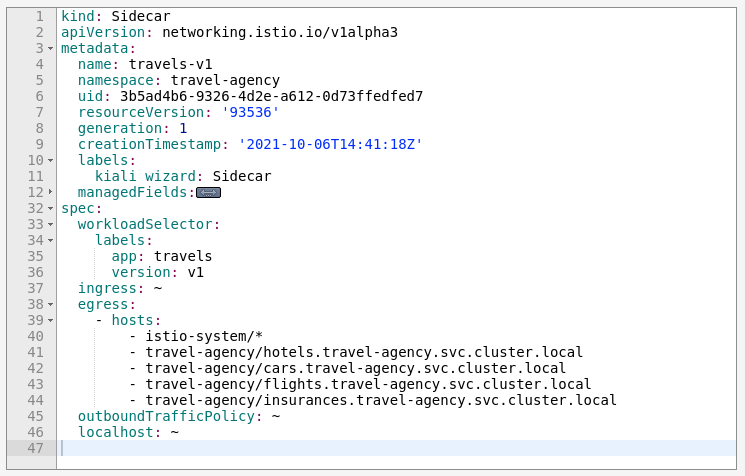 1 kind: Sidecar
2 apiVersion: networking.istio.io/v1alpha3
3 metadata:
4   name: travels-v1
5   namespace: travel-agency
6   uid: 3b5ad4b6-9326-4d2e-a612-0d73ffedfed7
7   resourceVersion: '93536'
8   generation: 1
9   creationTimestamp: '2021-10-06T14:41:18Z'
10   labels:
11     kiali wizard: Sidecar
12   managedFields:
32 spec:
33   workloadSelector:
34     labels:
35       app: travels
36       version: v1
37   ingress: ~
38   egress:
39     - hosts:
40         - istio-system/*
41         - travel-agency/hotels.travel-agency.svc.cluster.local
42         - travel-agency/cars.travel-agency.svc.cluster.local
43         - travel-agency/flights.travel-agency.svc.cluster.local
44         - travel-agency/insurances.travel-agency.svc.cluster.local
45   outboundTrafficPolicy: ~
46   localhost: ~
47